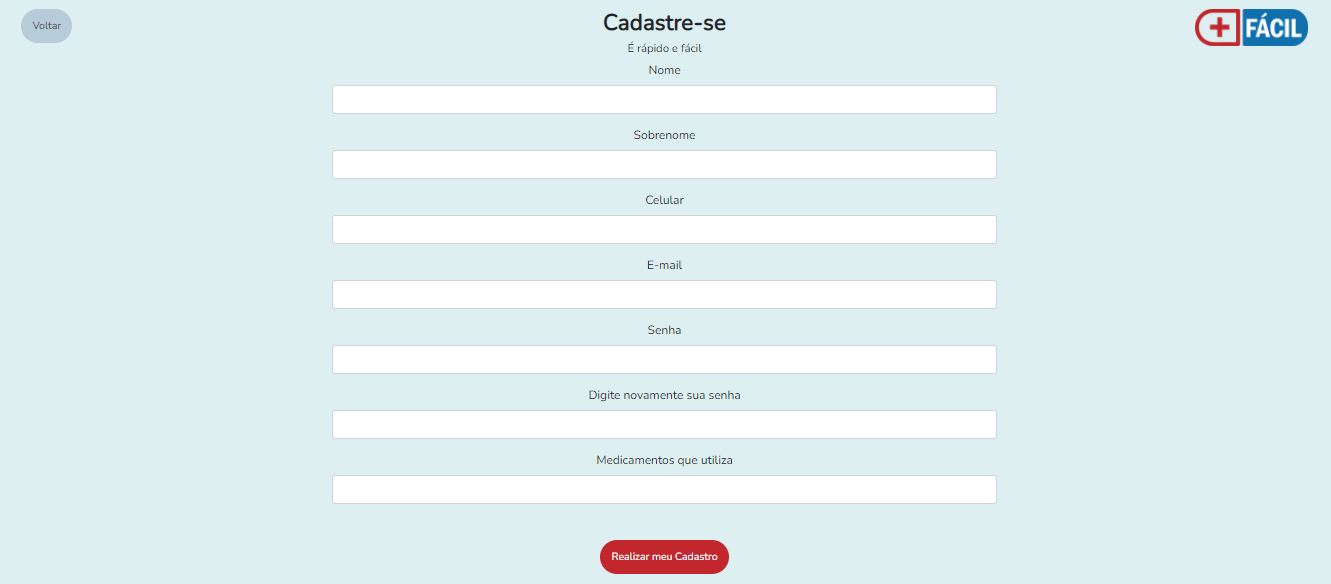 Voltar
Cadastre-se
FÁCIL
É rápido e fácil
Nome
Sobrenome
Celular
E-mail
Senha
Digite novamente sua senha
Medicamentos que utiliza
Realizar meu Cadastro